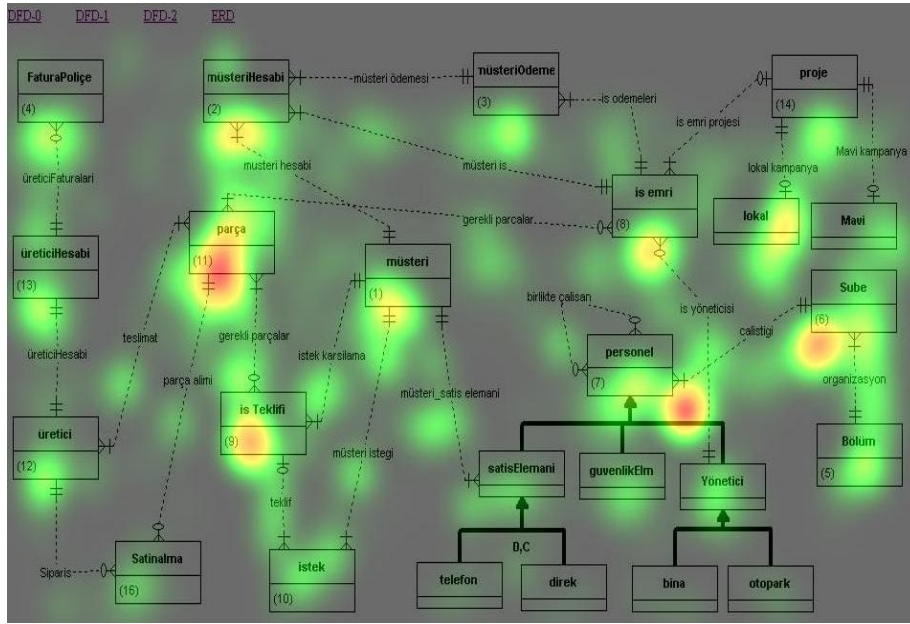 DFD-0 DFD-1 DFD-2 ERD
FaturaPoliçe
(4)
müsteriHesabi
(2)
müsteri ödemesi
müsteriOdeme
(3)
is odemeleri
proje
(14)
is emri projesi
Mavi kampanya
lokal kampanya
müsteri is
musteri hesabi
üreticiFaturalari
is emri
(8)
lokal
Mavi
gerekli parçalar
parça
(11)
üreticiHesabi
(13)
müsteri
(1)
Sube
(6)
birlikte çalisan
is yöneticisi
calistigi
teslimat
gerekli parçalar
istek karsilama
üreticiHesabi
personel
(7)
organizasyon
parça alimi
müsteri_satis elemani
is Teklifi
(9)
üretici
(12)
Bölüm
(5)
müsteri istegi
satisElemani
guvenlikElm
Yönetici
teklif
D,C
Satinalma
(16)
istek
(10)
Siparis
telefon
direk
bina
otopark